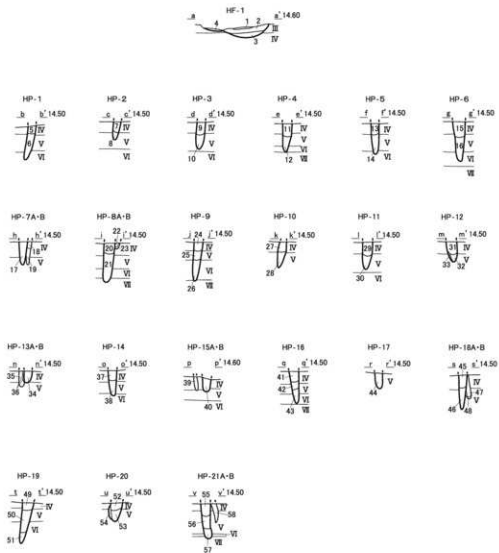 HF-1
a a' 14.60
4 1 2 III
3 IV
HP-1 HP-2 HP-3 HP-4 HP-5 HP-6
b b' 14.50 c c' 14.50 d d' 14.50 e e' 14.50 f f' 14.50 g g' 14.50
5 IV 7 IV 9 IV 11 IV 13 IV 15 IV
6 V 8 V V V V 16 V
VI VI 10 VI 12 VI VII 14 VI VI
VII
HP-7A・B HP-8A・B HP-9 HP-10 HP-11 HP-12
h h' 14.50 i 22 i' 14.50 j 24 j' 14.50 k k' 14.50 l l' 14.50 m m' 14.50
18 IV 20 23 IV IV 27 IV 29 IV 31 IV
V 21 V 25 V V V V
17 19 VI VII 26 VI VII 28 30 VI 33 32
HP-13A・B HP-14 HP-15A・B HP-16 HP-17 HP-18A・B
n n' 14.50 o o' 14.50 p p' 14.60 q q' 14.50 r r' 14.50 s 45 s' 14.50
35 IV 37 IV 39 IV 41 IV IV IV
36 34 V V V 42 V 44 V 47 V
38 VI 40 VI 43 VI VII 46 48 VI
HP-19 HP-20 HP-21A・B
t 49 t' 14.50 u 52 u' 14.50 v 55 v' 14.50
50 IV IV 58 IV
V 54 53 V 56 V
51 VI VI VII
57